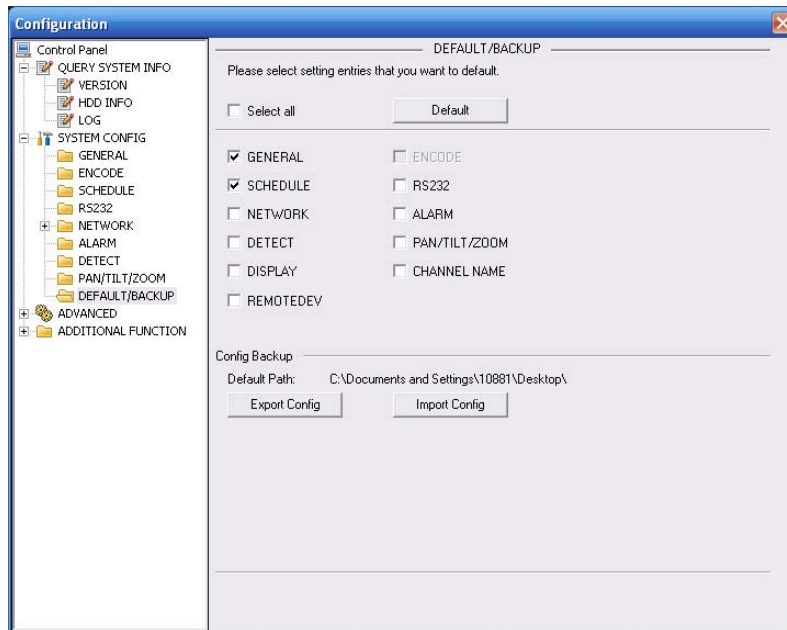 Configuration
Control Panel
QUERY SYSTEM INFO
VERSION
HDD INFO
LOG
SYSTEM CONFIG
GENERAL
ENCODE
SCHEDULE
RS232
NETWORK
ALARM
DETECT
PAN/TILT/ZOOM
DEFAULT/BACKUP
ADVANCED
ADDITIONAL FUNCTION
DEFAULT/BACKUP
Please select setting entries that you want to default.
Select all Default
GENERAL ENCODE
SCHEDULE RS232
NETWORK ALARM
DETECT PAN/TILT/ZOOM
DISPLAY CHANNEL NAME
REMOTEDEV
Config Backup
Default Path: C:\Documents and Settings\10881\Desktop\
Export Config Import Config